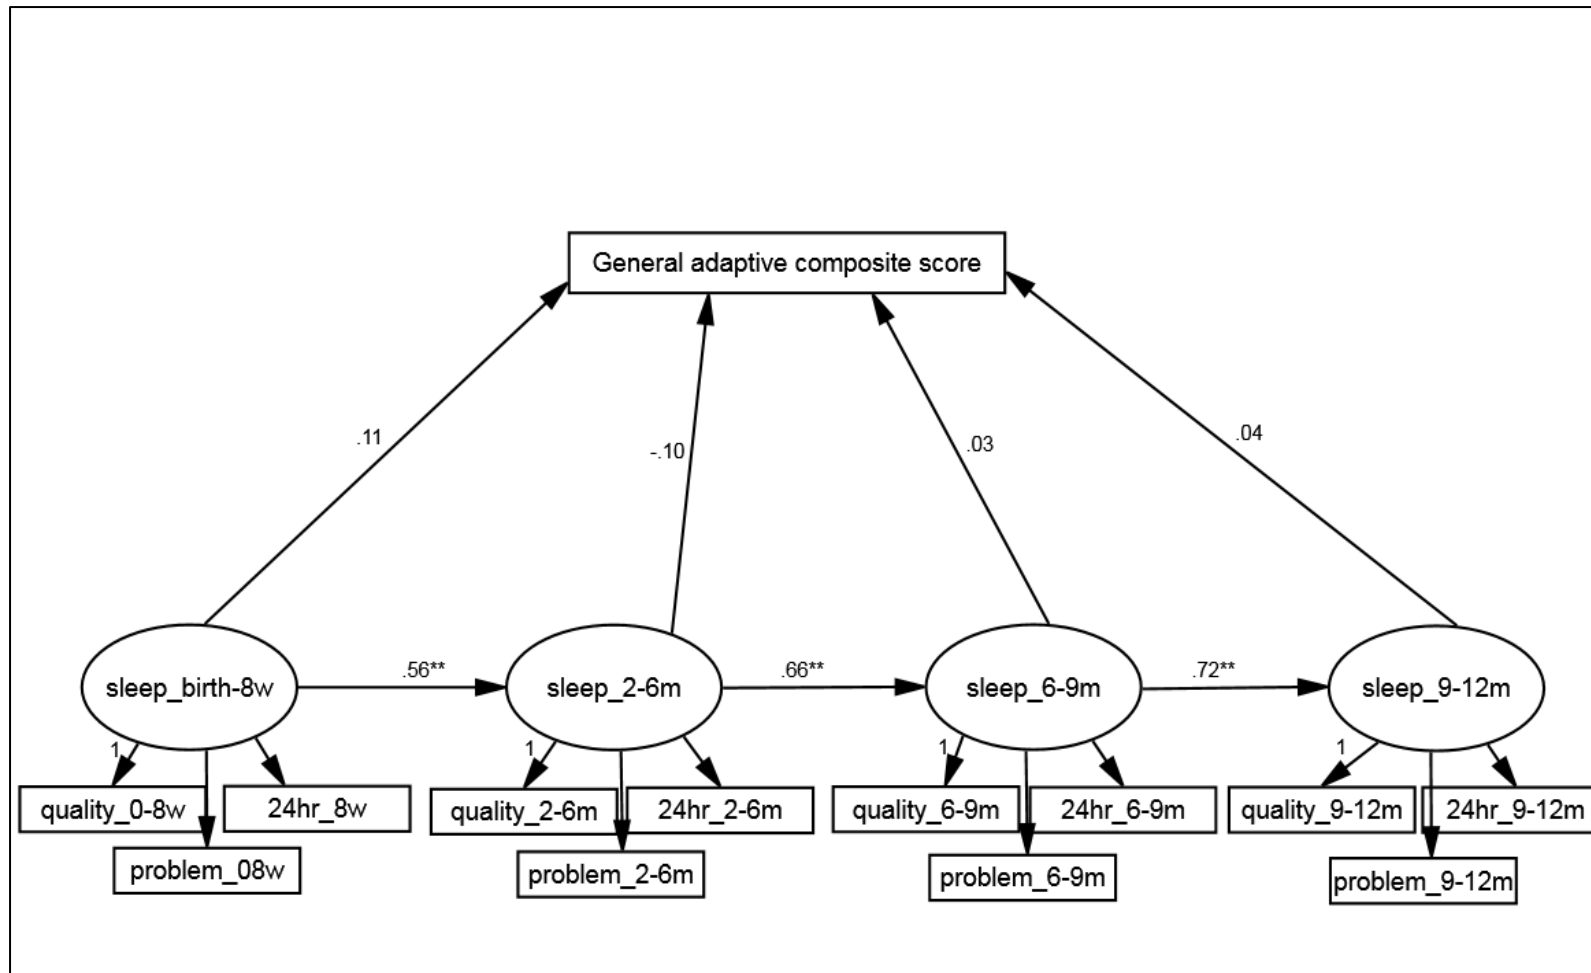 General adaptive composite score
.11
-.10
.03
.04
.56**
.66**
.72**
sleep_birth-8w
sleep_2-6m
sleep_6-9m
sleep_9-12m
1
1
1
1
quality_0-8w
24hr_8w
quality_2-6m
24hr_2-6m
quality_6-9m
24hr_6-9m
quality_9-12m
24hr_9-12m
problem_08w
problem_2-6m
problem_6-9m
problem_9-12m